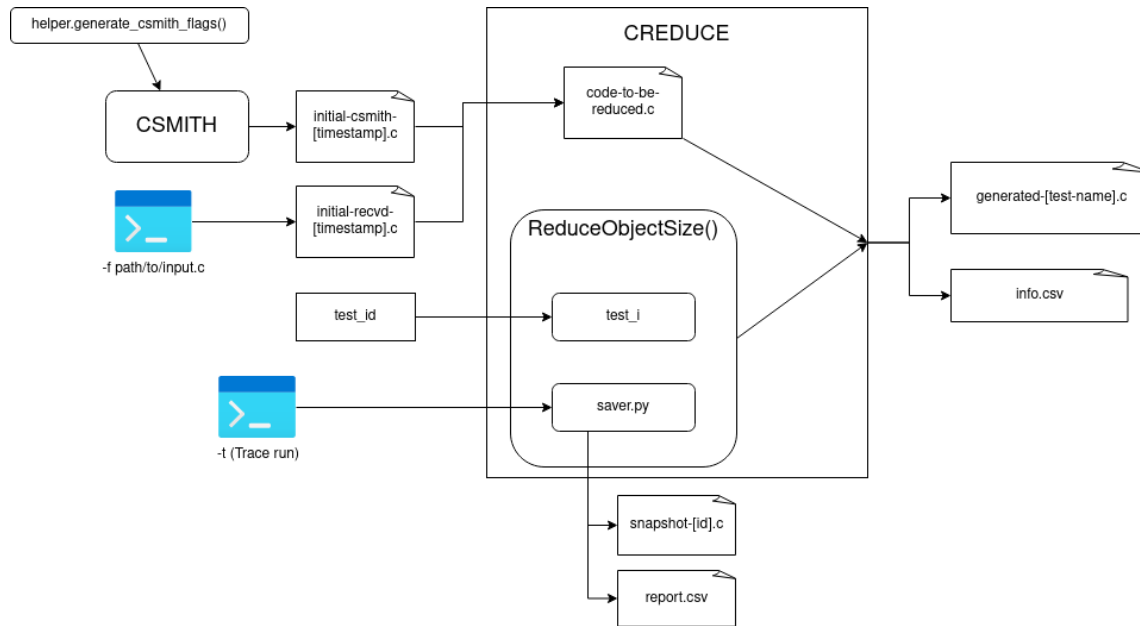 helper.generate_csmith_flags()
CREDUCE
CSMITH
initial-csmith-
[timestamp].c
code-to-be-
reduced.c
initial-recvd-
[timestamp].c
-f path/to/input.c
generated-[test-name].c
ReduceObjectSize()
info.csv
test_id
test_i
saver.py
-t (Trace run)
snapshot-[id].c
report.csv